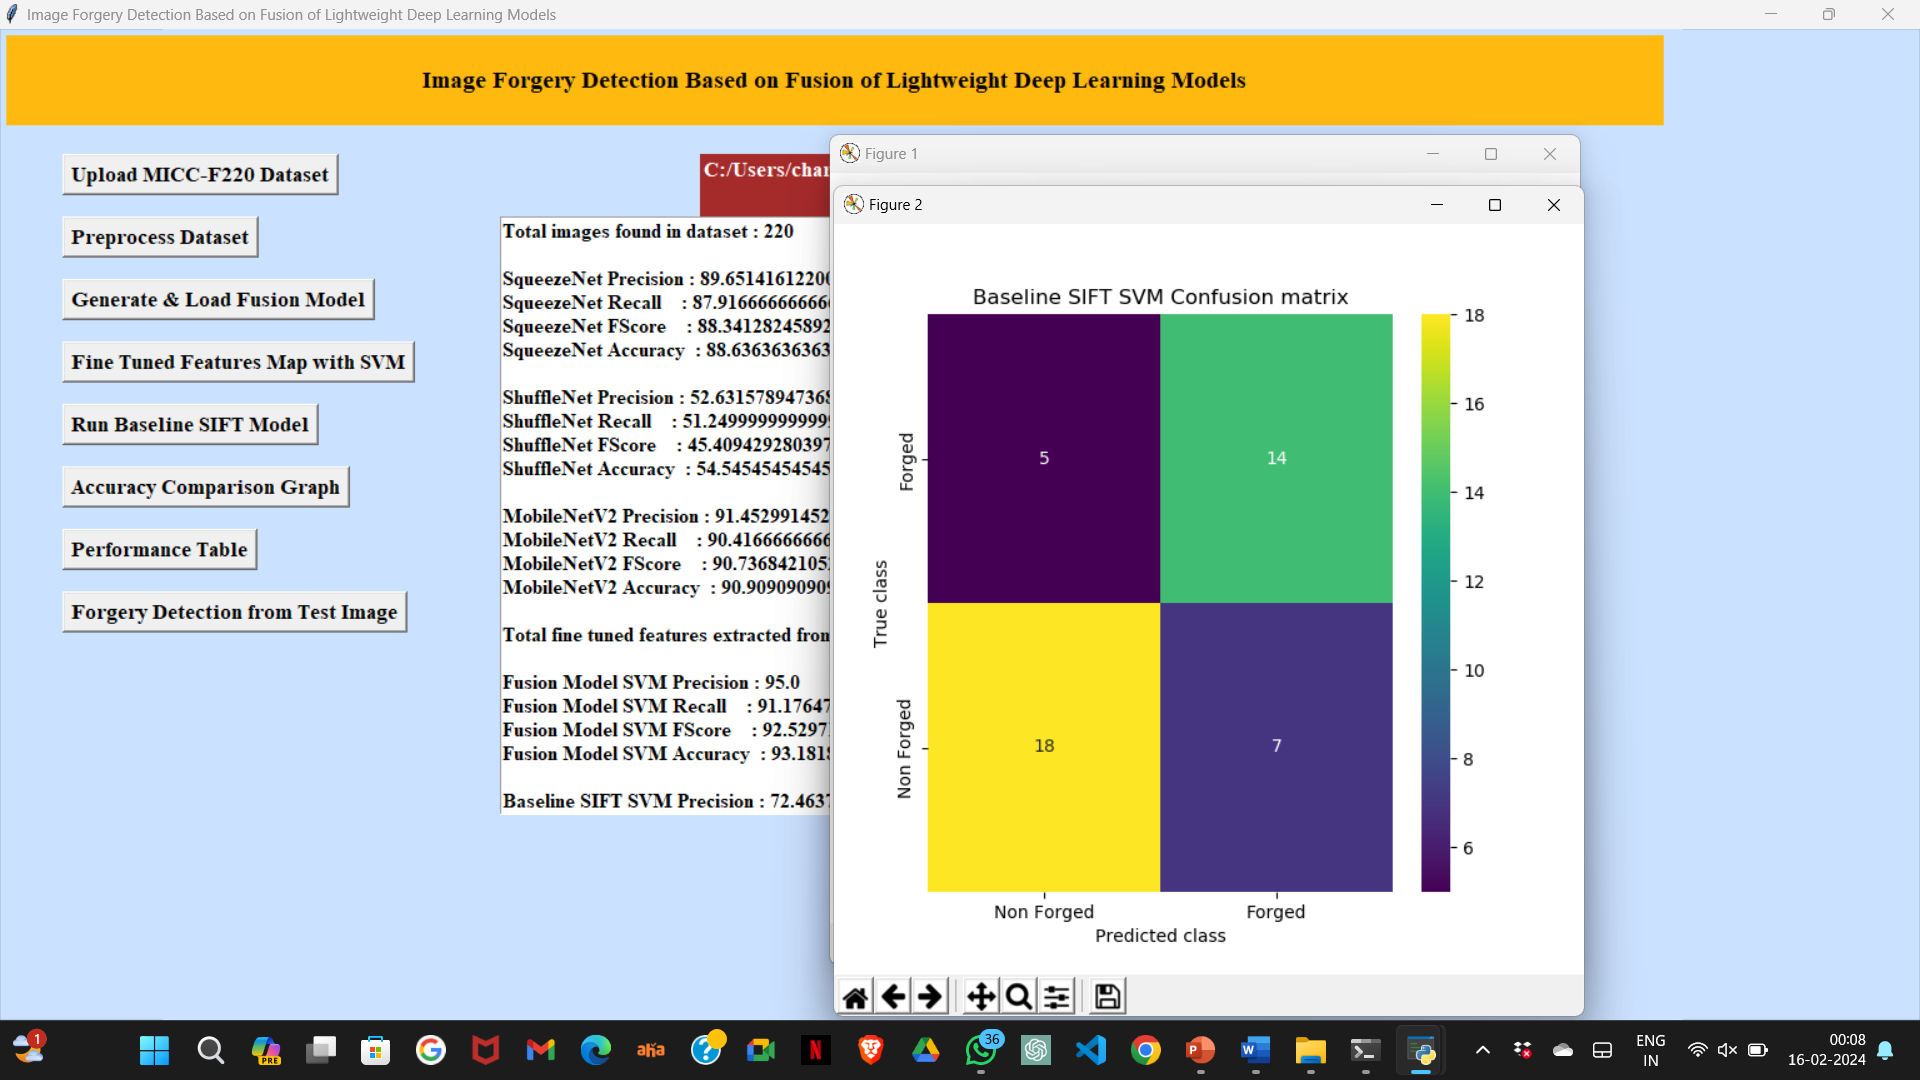 Image Forgery Detection Based on Fusion of Lightweight Deep Learning Models
Image Forgery Detection Based on Fusion of Lightweight Deep Learning Models
Upload MICC-F220 Dataset
Preprocess Dataset
Generate & Load Fusion Model
Fine Tuned Features Map with SVM
Run Baseline SIFT Model
Accuracy Comparison Graph
Performance Table
Forgery Detection from Test Image
C:/Users/char
Total images found in dataset : 220
SqueezeNet Precision : 89.6514161220
SqueezeNet Recall : 87.916666666666
SqueezeNet FScore : 88.34128245892
SqueezeNet Accuracy : 88.6363636363
ShuffleNet Precision : 52.63157894736
ShuffleNet Recall : 51.2499999999999
ShuffleNet FScore : 45.409429280397
ShuffleNet Accuracy : 54.54545454545
MobileNetV2 Precision : 91.452991452
MobileNetV2 Recall : 90.4166666666
MobileNetV2 FScore : 90.736842105
MobileNetV2 Accuracy : 90.909090909
Total fine tuned features extracted from
Fusion Model SVM Precision : 95.0
Fusion Model SVM Recall : 91.17647
Fusion Model SVM FScore : 92.5297
Fusion Model SVM Accuracy : 93.1818
Baseline SIFT SVM Precision : 72.4637
Figure 1
Figure 2
Baseline SIFT SVM Confusion matrix
True class
Forged
Non Forged
5
14
18
7
Non Forged
Forged
Predicted class
18
16
14
12
10
8
6
1
PRE
aha
36
ENG
IN
00:08
16-02-2024